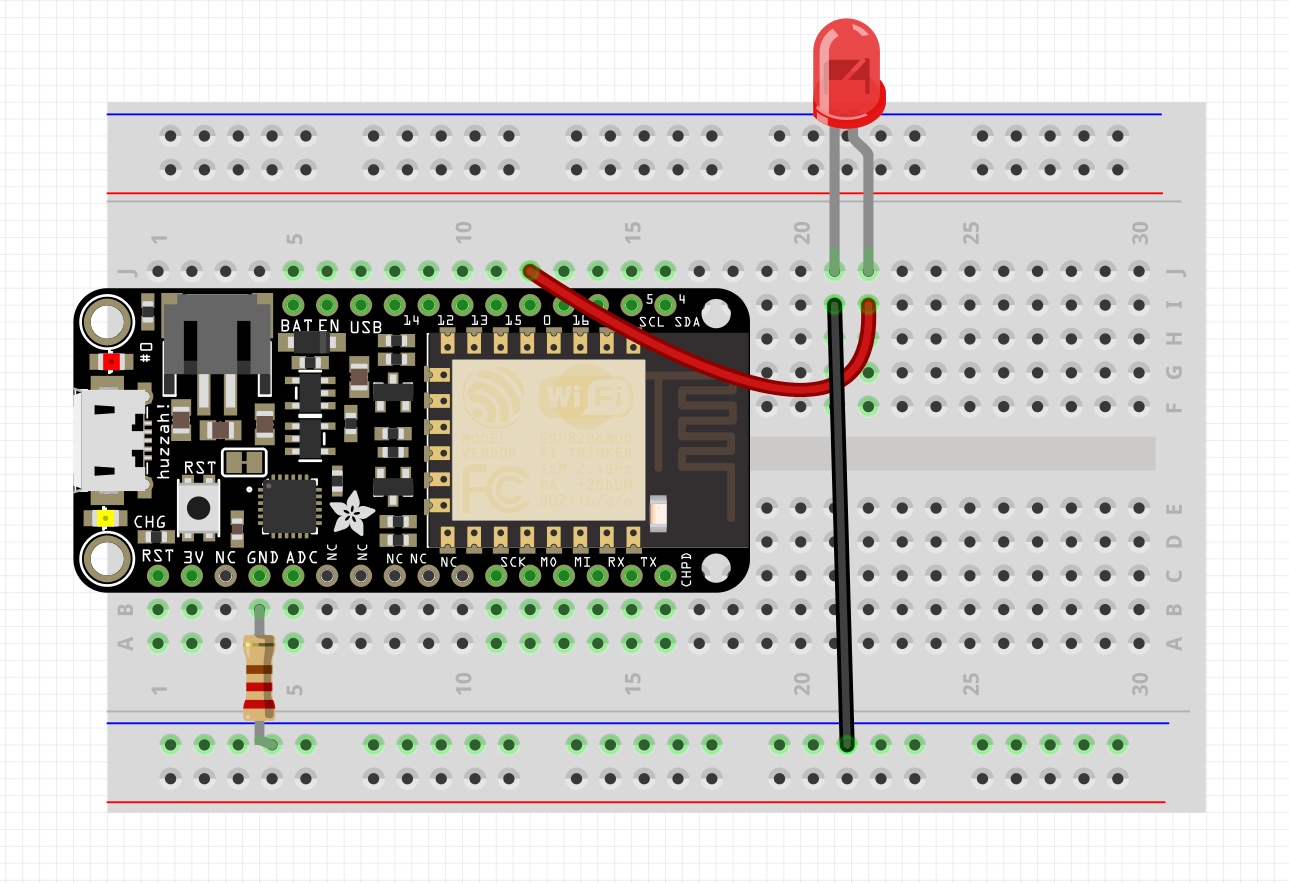 1 5 10 15 20 25 30
J J
I
H
G
F
BAT EN USB 14 12 13 15 0 16 5 4
SCL SDA
#0
huzzah!
WiFi
MODEL ESP8266MOD
VENDOR AI-THINKER
ISM 2.4GHz
PA +25dBm
802.11b/g/n
FC
RST
CHG
RST 3V NC GND ADC NC NC NC NC NC SCK MO MI RX TX CHPD
E
D
C
B B
A A
1 5 10 15 20 25 30